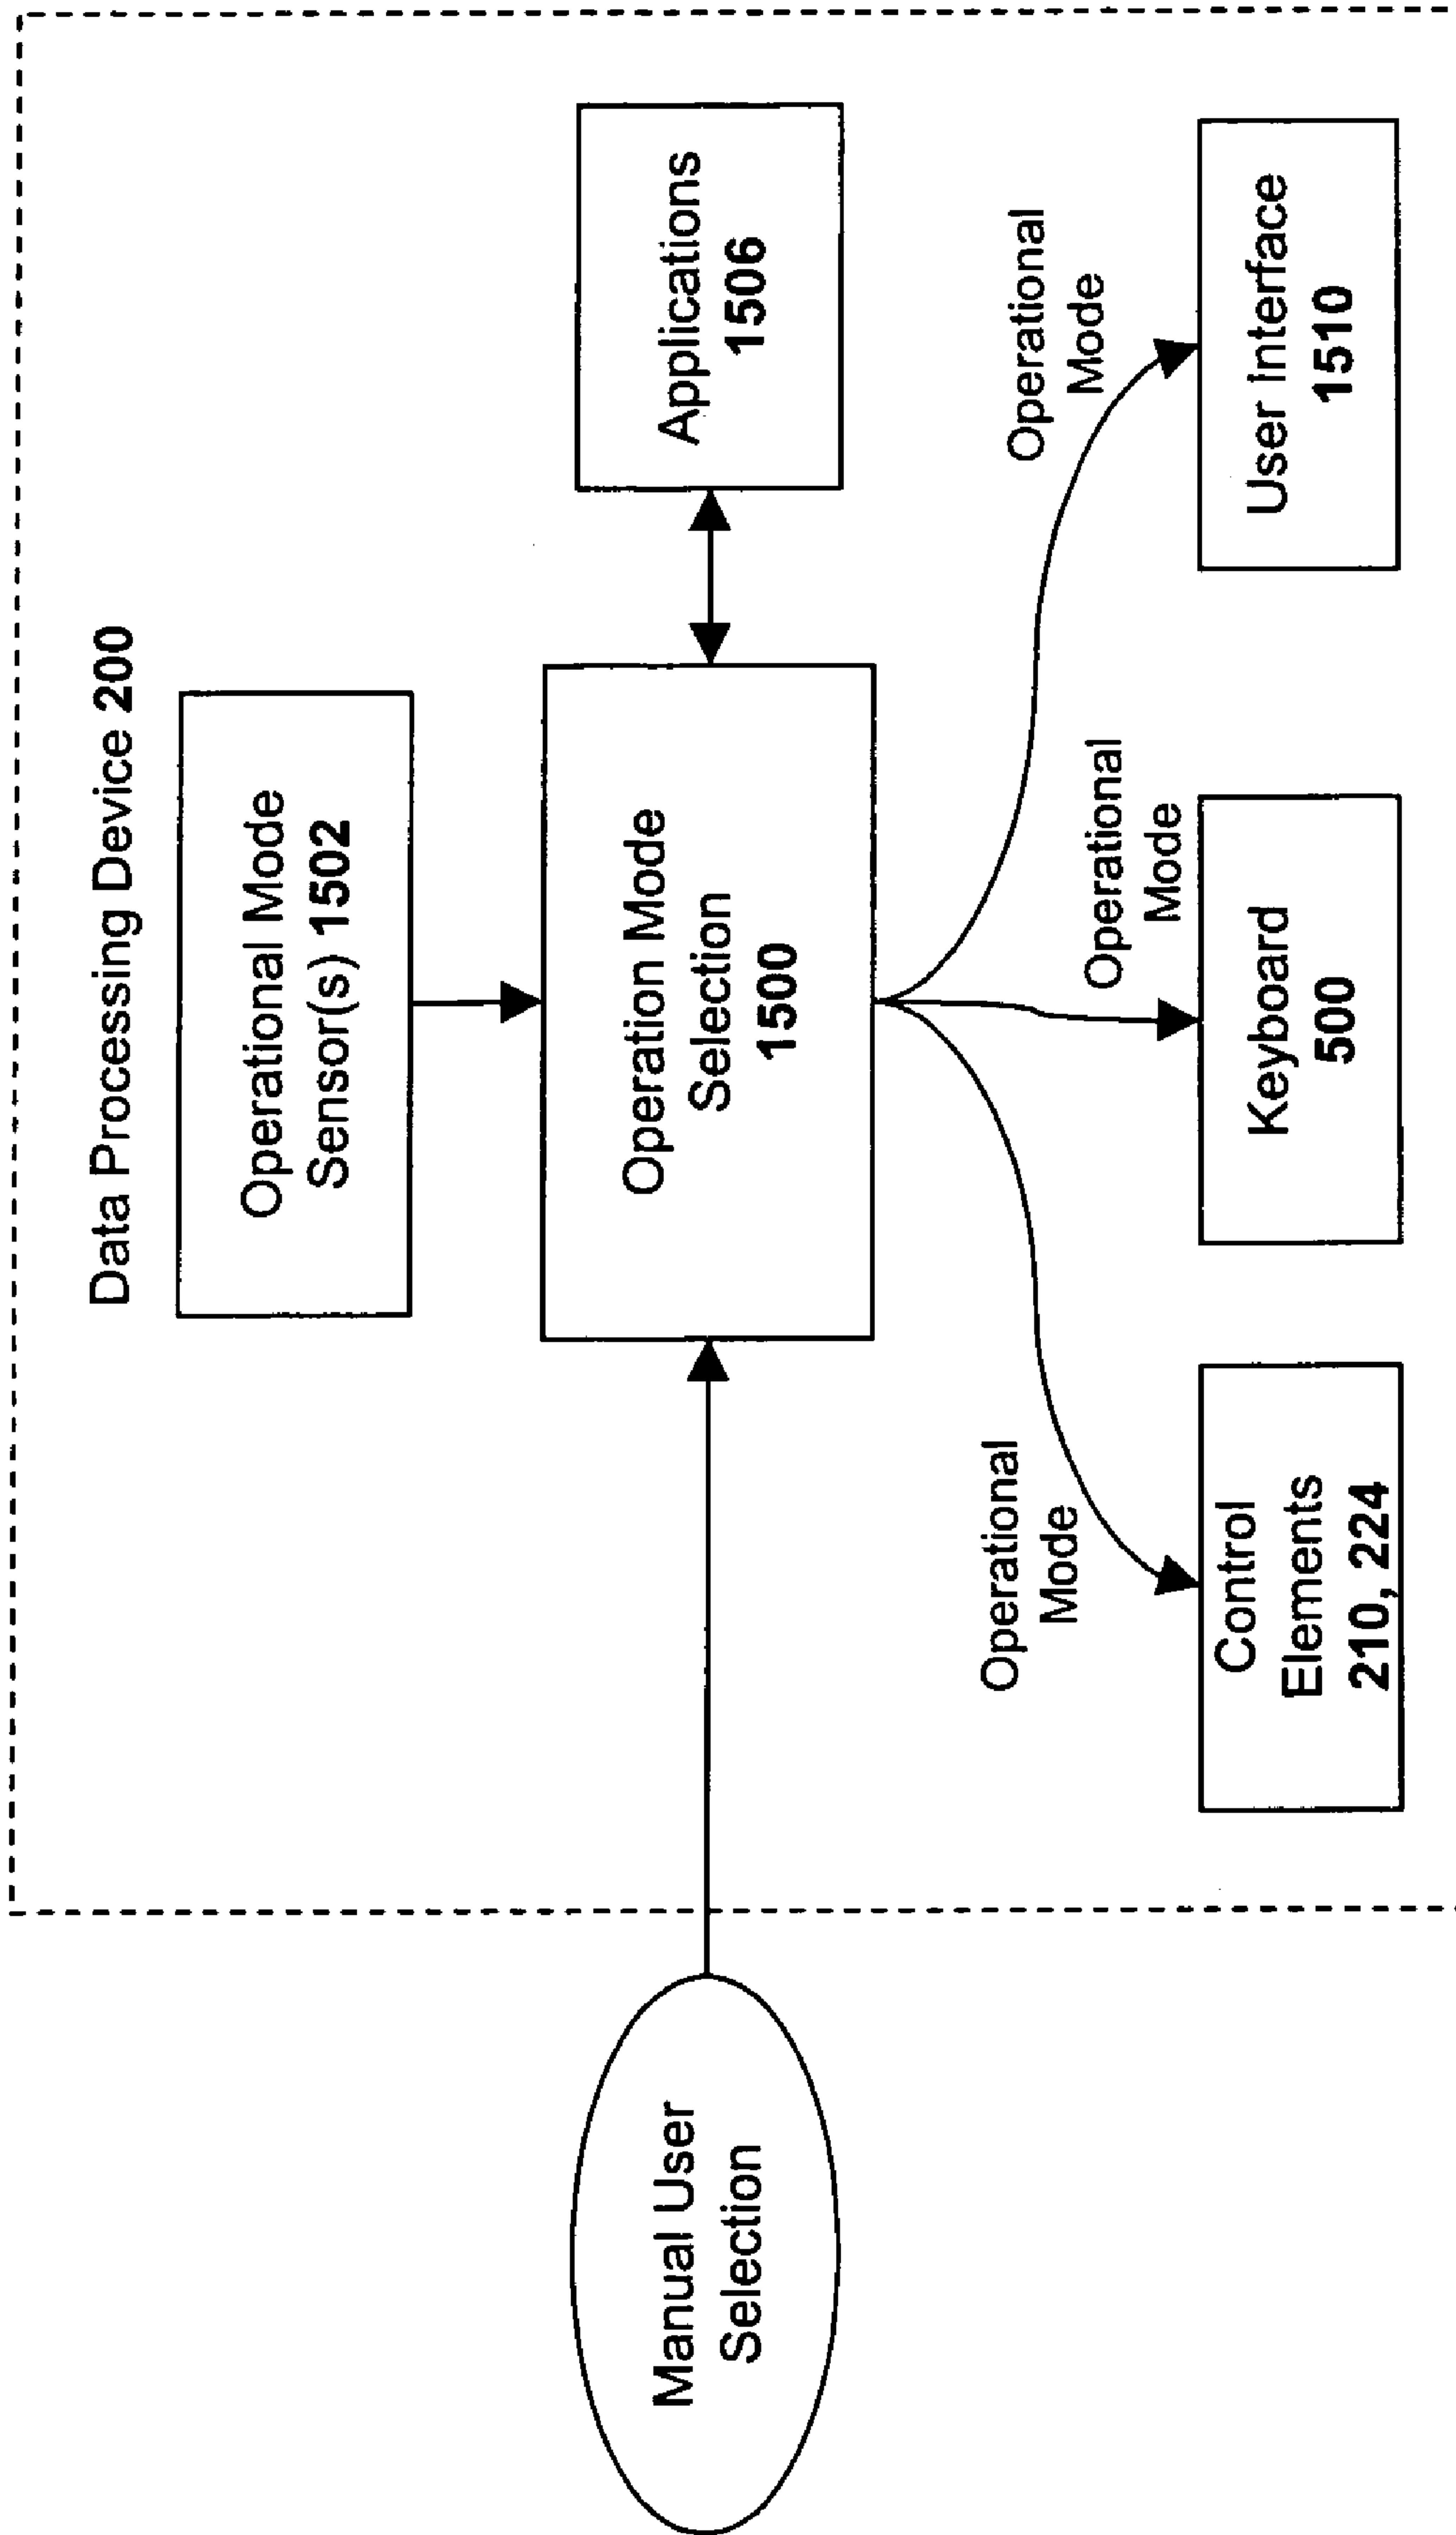 Data Processing Device 200
Operational Mode
Sensor(s) 1502
Manual User
Selection
Operation Mode
Selection
1500
Applications
1506
Operational
Mode
Operational
Mode
Operational
Mode
Control
Elements
210, 224
Keyboard
500
User Interface
1510